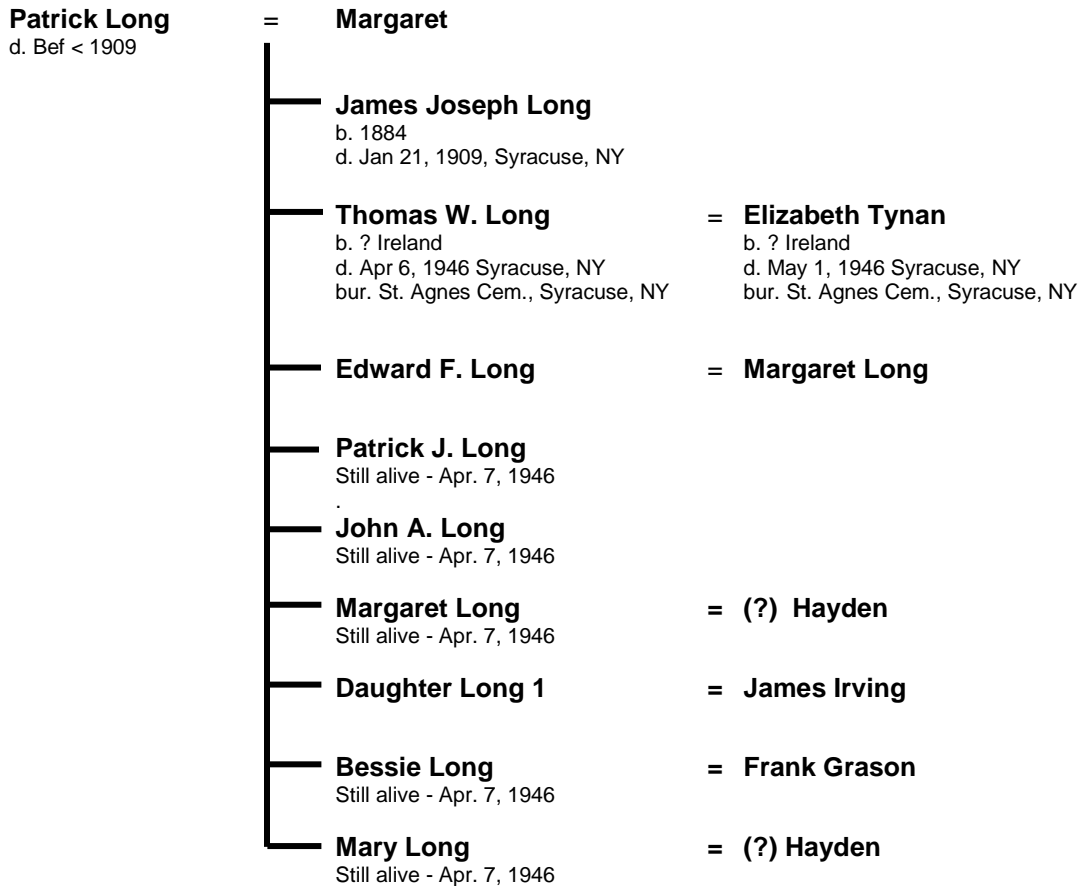 Patrick Long = Margaret
d. Bef < 1909
James Joseph Long
b. 1884
d. Jan 21, 1909, Syracuse, NY
Thomas W. Long = Elizabeth Tynan
b. ? Ireland b. ? Ireland
d. Apr 6, 1946 Syracuse, NY d. May 1, 1946 Syracuse, NY
bur. St. Agnes Cem., Syracuse, NY bur. St. Agnes Cem., Syracuse, NY
Edward F. Long = Margaret Long
Patrick J. Long
Still alive - Apr. 7, 1946
.
John A. Long
Still alive - Apr. 7, 1946
Margaret Long = (?) Hayden
Still alive - Apr. 7, 1946
Daughter Long 1 = James Irving
Bessie Long = Frank Grason
Still alive - Apr. 7, 1946
Mary Long = (?) Hayden
Still alive - Apr. 7, 1946